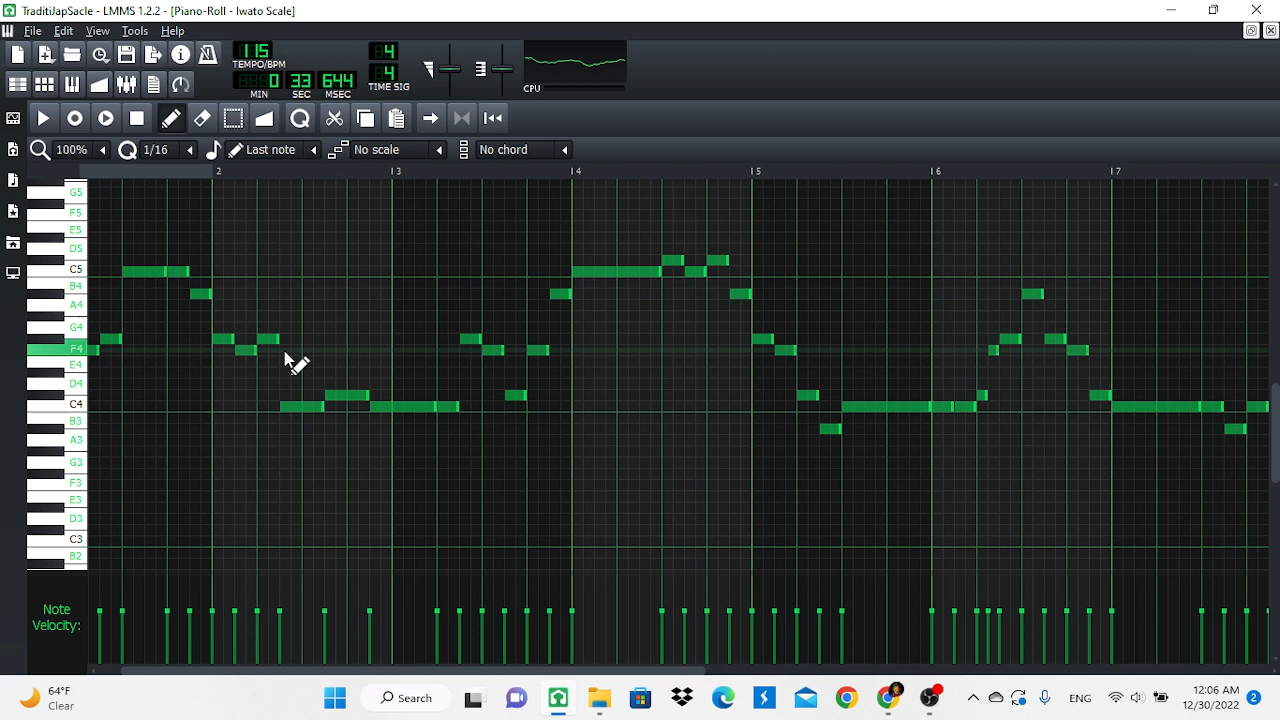 TraditiJapSacle - LMMS 1.2.2 - [Piano-Roll - Iwato Scale]
File Edit View Tools Help
115
TEMPO/BPM
0 33 644
MIN SEC MSEC
4
4
TIME SIG
CPU
100% 1/16 Last note No scale No chord
2 3 4 5 6 7
G5
F5
E5
D5
C5
B4
A4
G4
F4
E4
D4
C4
B3
A3
G3
F3
E3
D3
C3
B2
Note
Velocity:
64°F
Clear
Search
ENG
12:06 AM
12/30/2022
2